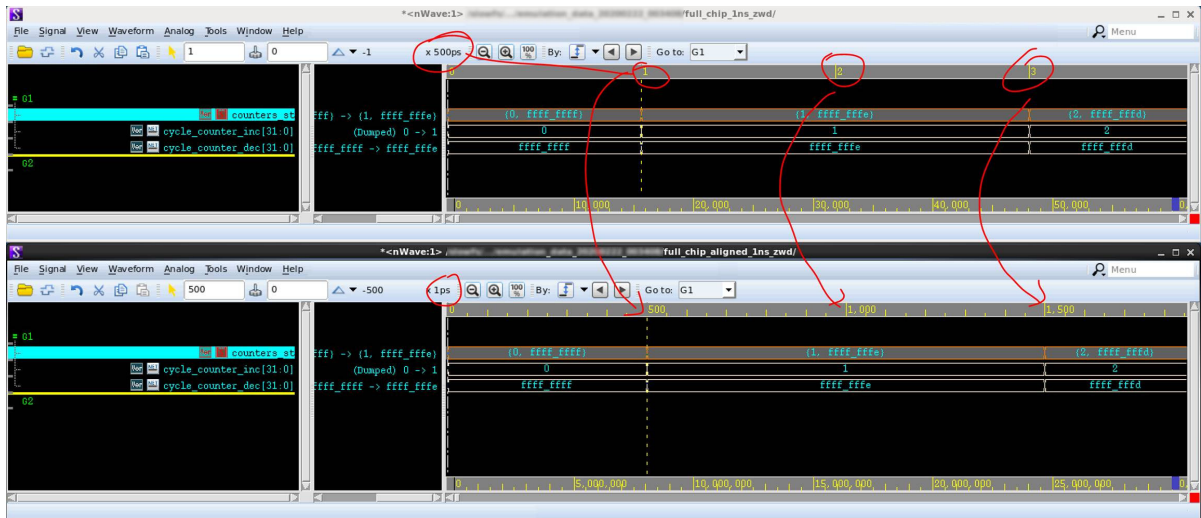 *<nWave:1> /full_chip_1ns_zwd/
File Signal View Waveform Analog Tools Window Help Menu
1 0 -1 x 500ps 100 % By: Go to: G1
0 1 2 3
G1
counters_st fff) -> (1, ffff_fffe) (0, ffff_ffff) (1, ffff_fffe) (2, ffff_fffd)
cycle_counter_inc[31:0] (Dumped) 0 -> 1 0 1 2
cycle_counter_dec[31:0] ffff_ffff -> ffff_fffe ffff_ffff ffff_fffe ffff_fffd
G2
0 10,000 20,000 30,000 40,000 50,000
*<nWave:1> full_chip_aligned_1ns_zwd/
File Signal View Waveform Analog Tools Window Help Menu
500 0 -500 x 1ps 100 % By: Go to: G1
0 500 1,000 1,500
G1
counters_st fff) -> (1, ffff_fffe) (0, ffff_ffff) (1, ffff_fffe) (2, ffff_fffd)
cycle_counter_inc[31:0] (Dumped) 0 -> 1 0 1 2
cycle_counter_dec[31:0] ffff_ffff -> ffff_fffe ffff_ffff ffff_fffe ffff_fffd
G2
0 5,000,000 10,000,000 15,000,000 20,000,000 25,000,000